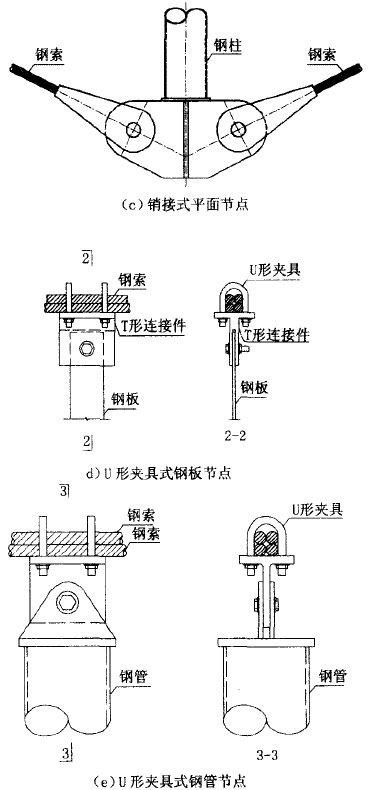 钢索
钢柱
钢索
(c) 销接式平面节点
2
钢索
U形夹具
T形连接件
T形连接件
钢板
钢板
2
2-2
d) U形夹具式钢板节点
3
钢索
钢索
U形夹具
钢管
钢管
3
3-3
(e) U形夹具式钢管节点